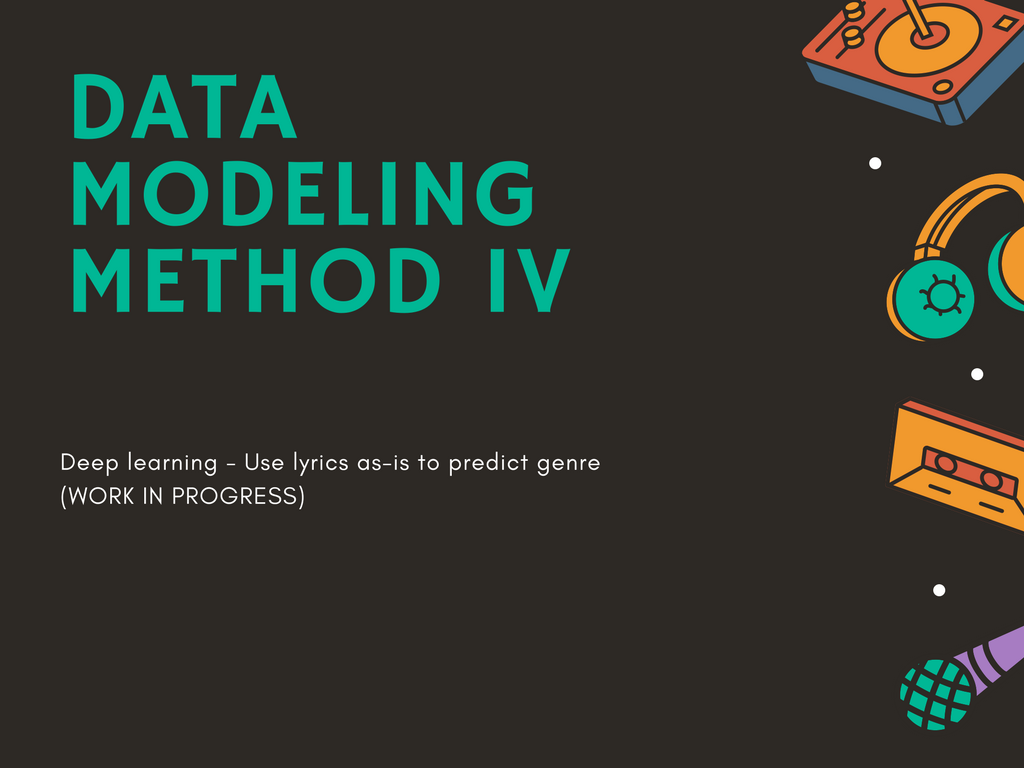 DATA
MODELING
METHOD IV
Deep learning - Use lyrics as-is to predict genre
(WORK IN PROGRESS)